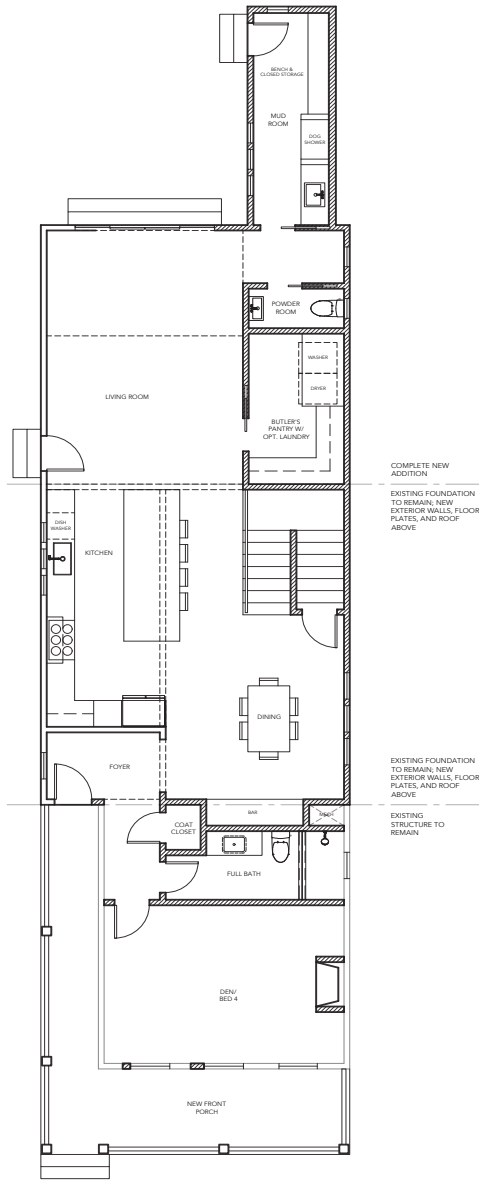 BENCH &
CLOSED STORAGE
MUD
ROOM
DOG
SHOWER
POWDER
ROOM
WASHER
DRYER
LIVING ROOM
BUTLER'S
PANTRY W/
OPT. LAUNDRY
COMPLETE NEW
ADDITION
EXISTING FOUNDATION
TO REMAIN; NEW
EXTERIOR WALLS, FLOOR
PLATES, AND ROOF
ABOVE
DISH
WASHER
KITCHEN
DINING
FOYER
EXISTING FOUNDATION
TO REMAIN; NEW
EXTERIOR WALLS, FLOOR
PLATES, AND ROOF
ABOVE
EXISTING
STRUCTURE TO
REMAIN
BAR
MECH
COAT
CLOSET
FULL BATH
DEN/
BED 4
NEW FRONT
PORCH